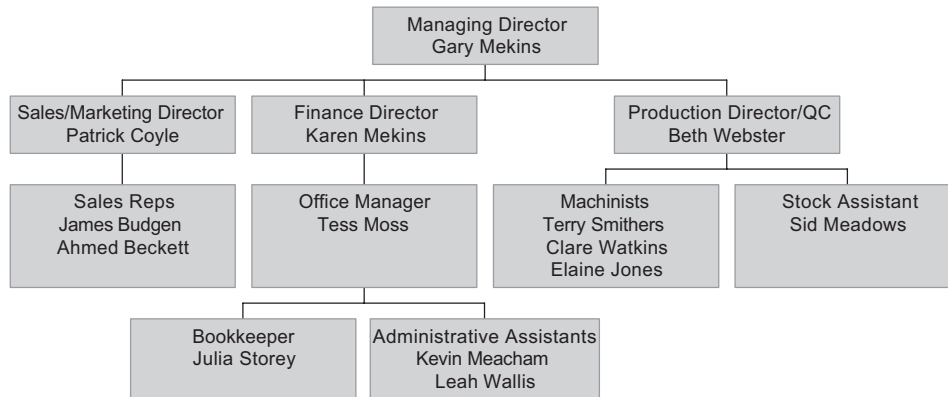 Managing Director
Gary Mekins
Sales/Marketing Director
Patrick Coyle
Finance Director
Karen Mekins
Production Director/QC
Beth Webster
Sales Reps
James Budgen
Ahmed Beckett
Office Manager
Tess Moss
Machinists
Terry Smithers
Clare Watkins
Elaine Jones
Stock Assistant
Sid Meadows
Bookkeeper
Julia Storey
Administrative Assistants
Kevin Meacham
Leah Wallis